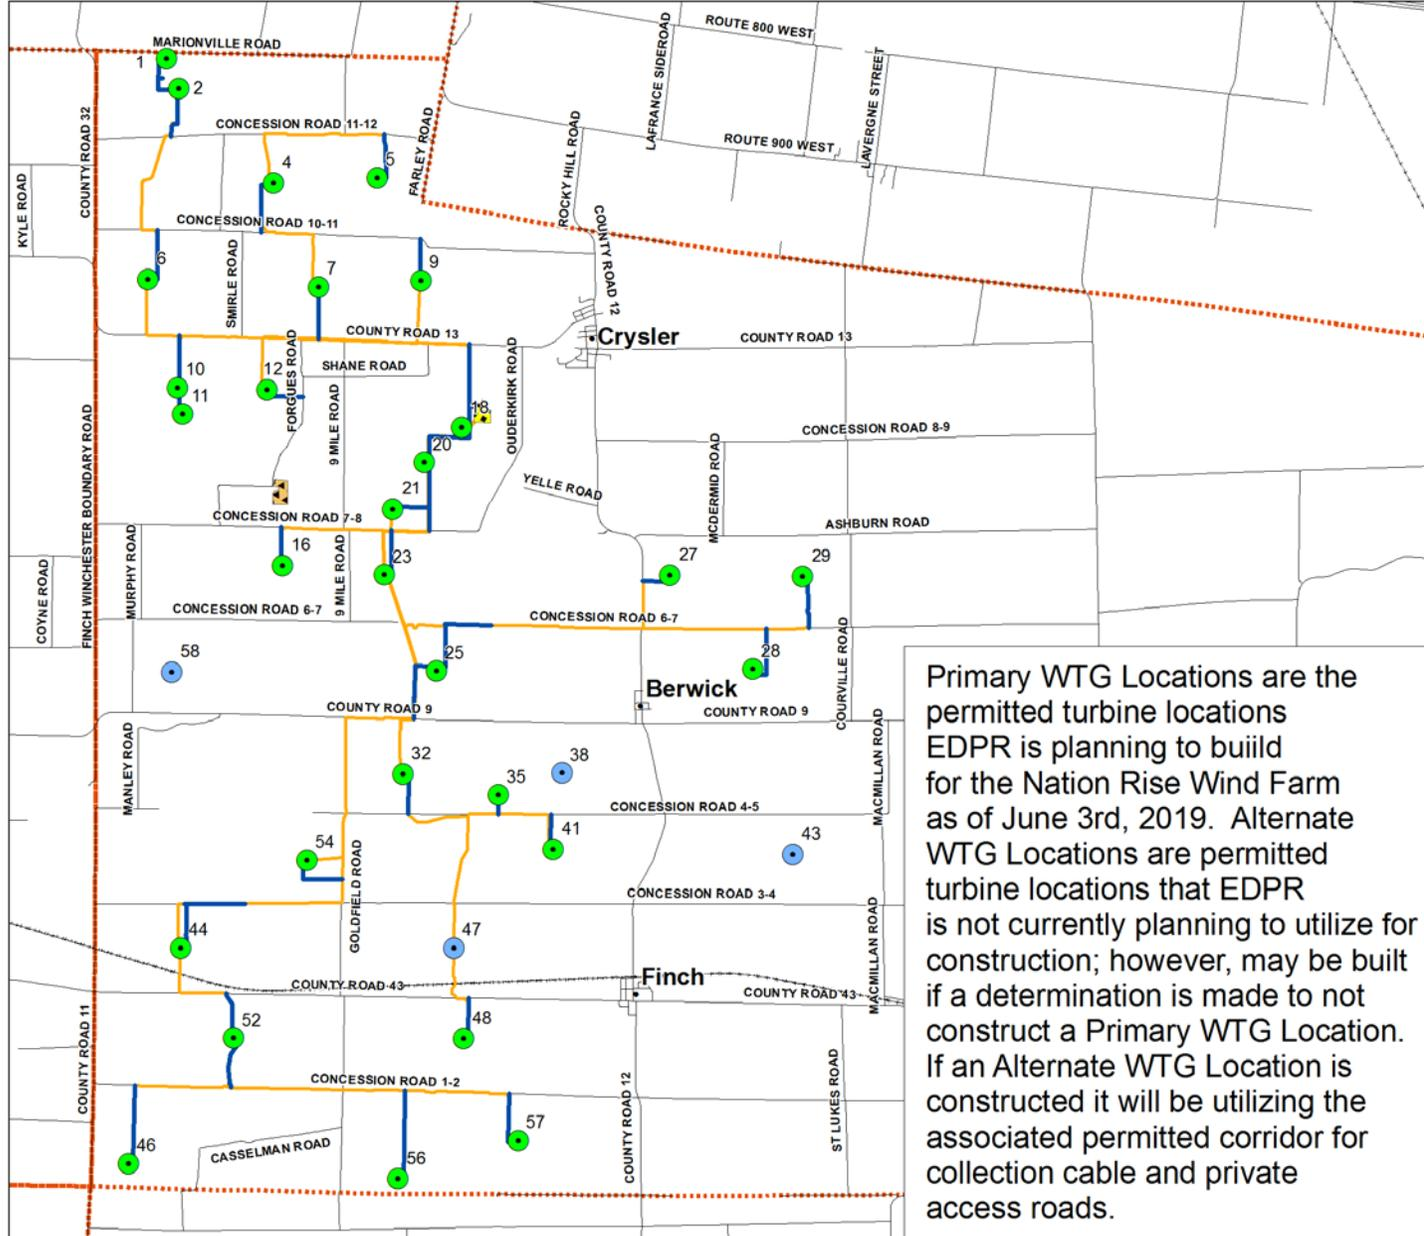 ROUTE 800 WEST
MARIONVILLE ROAD
1
2
LAFRANCE SIDEROAD
LAVERGNE STREET
COUNTY ROAD 32
CONCESSION ROAD 11-12
FARLEY ROAD
ROCKY HILL ROAD
ROUTE 900 WEST
4
5
KYLE ROAD
CONCESSION ROAD 10-11
COUNTY ROAD 12
6
SMIRLE ROAD
7
9
COUNTY ROAD 13
Crysler
COUNTY ROAD 13
10
11
12
FORGUES ROAD
SHANE ROAD
9 MILE ROAD
OUDERKIRK ROAD
18
20
CONCESSION ROAD 8-9
MCDERMID ROAD
FINCH WINCHESTER BOUNDARY ROAD
21
YELLE ROAD
CONCESSION ROAD 7-8
ASHBURN ROAD
COYNE ROAD
MURPHY ROAD
16
9 MILE ROAD
23
27
29
CONCESSION ROAD 6-7
CONCESSION ROAD 6-7
58
25
28
COURVILLE ROAD
Berwick
COUNTY ROAD 9
COUNTY ROAD 9
MANLEY ROAD
32
35
38
MACMILLAN ROAD
CONCESSION ROAD 4-5
54
41
43
GOLDFIELD ROAD
CONCESSION ROAD 3-4
44
47
MACMILLAN ROAD
Finch
COUNTY ROAD 43
COUNTY ROAD 43
COUNTY ROAD 11
52
48
CONCESSION ROAD 1-2
COUNTY ROAD 12
ST LUKES ROAD
46
CASSELMAN ROAD
56
57
Primary WTG Locations are the
permitted turbine locations
EDPR is planning to buiild
for the Nation Rise Wind Farm
as of June 3rd, 2019. Alternate
WTG Locations are permitted
turbine locations that EDPR
is not currently planning to utilize for
construction; however, may be built
if a determination is made to not
construct a Primary WTG Location.
If an Alternate WTG Location is
constructed it will be utilizing the
associated permitted corridor for
collection cable and private
access roads.